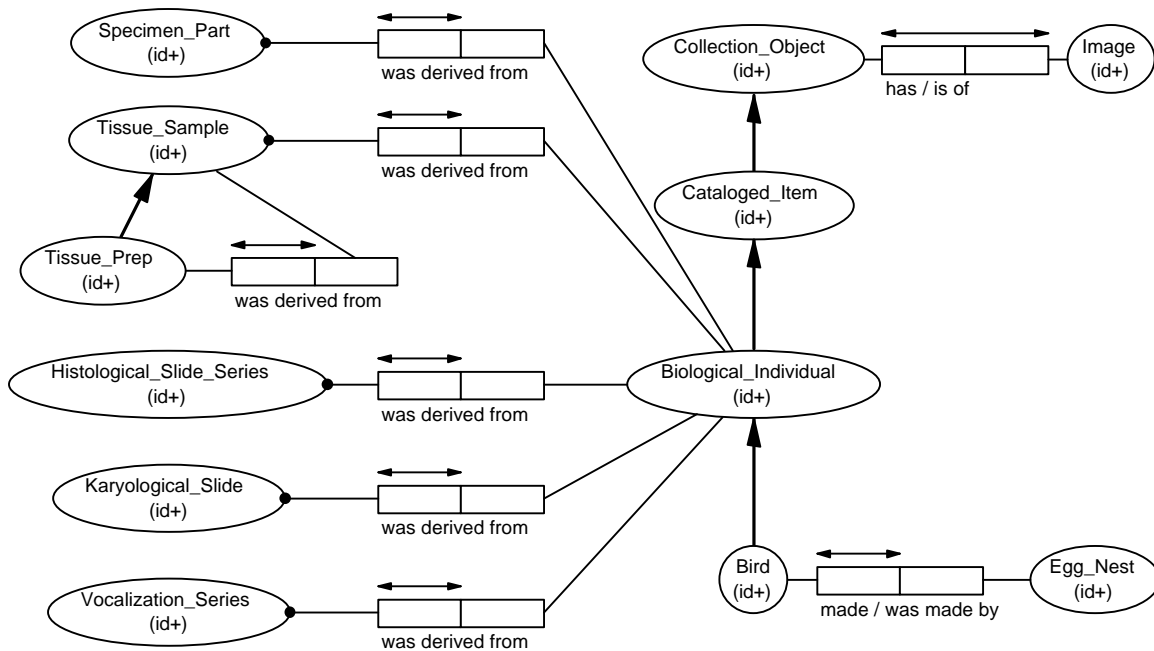 Specimen_Part
(id+)
was derived from
Collection_Object
(id+)
has / is of
Image
(id+)
Tissue_Sample
(id+)
was derived from
Cataloged_Item
(id+)
Tissue_Prep
(id+)
was derived from
Histological_Slide_Series
(id+)
was derived from
Biological_Individual
(id+)
Karyological_Slide
(id+)
was derived from
Bird
(id+)
made / was made by
Egg_Nest
(id+)
Vocalization_Series
(id+)
was derived from